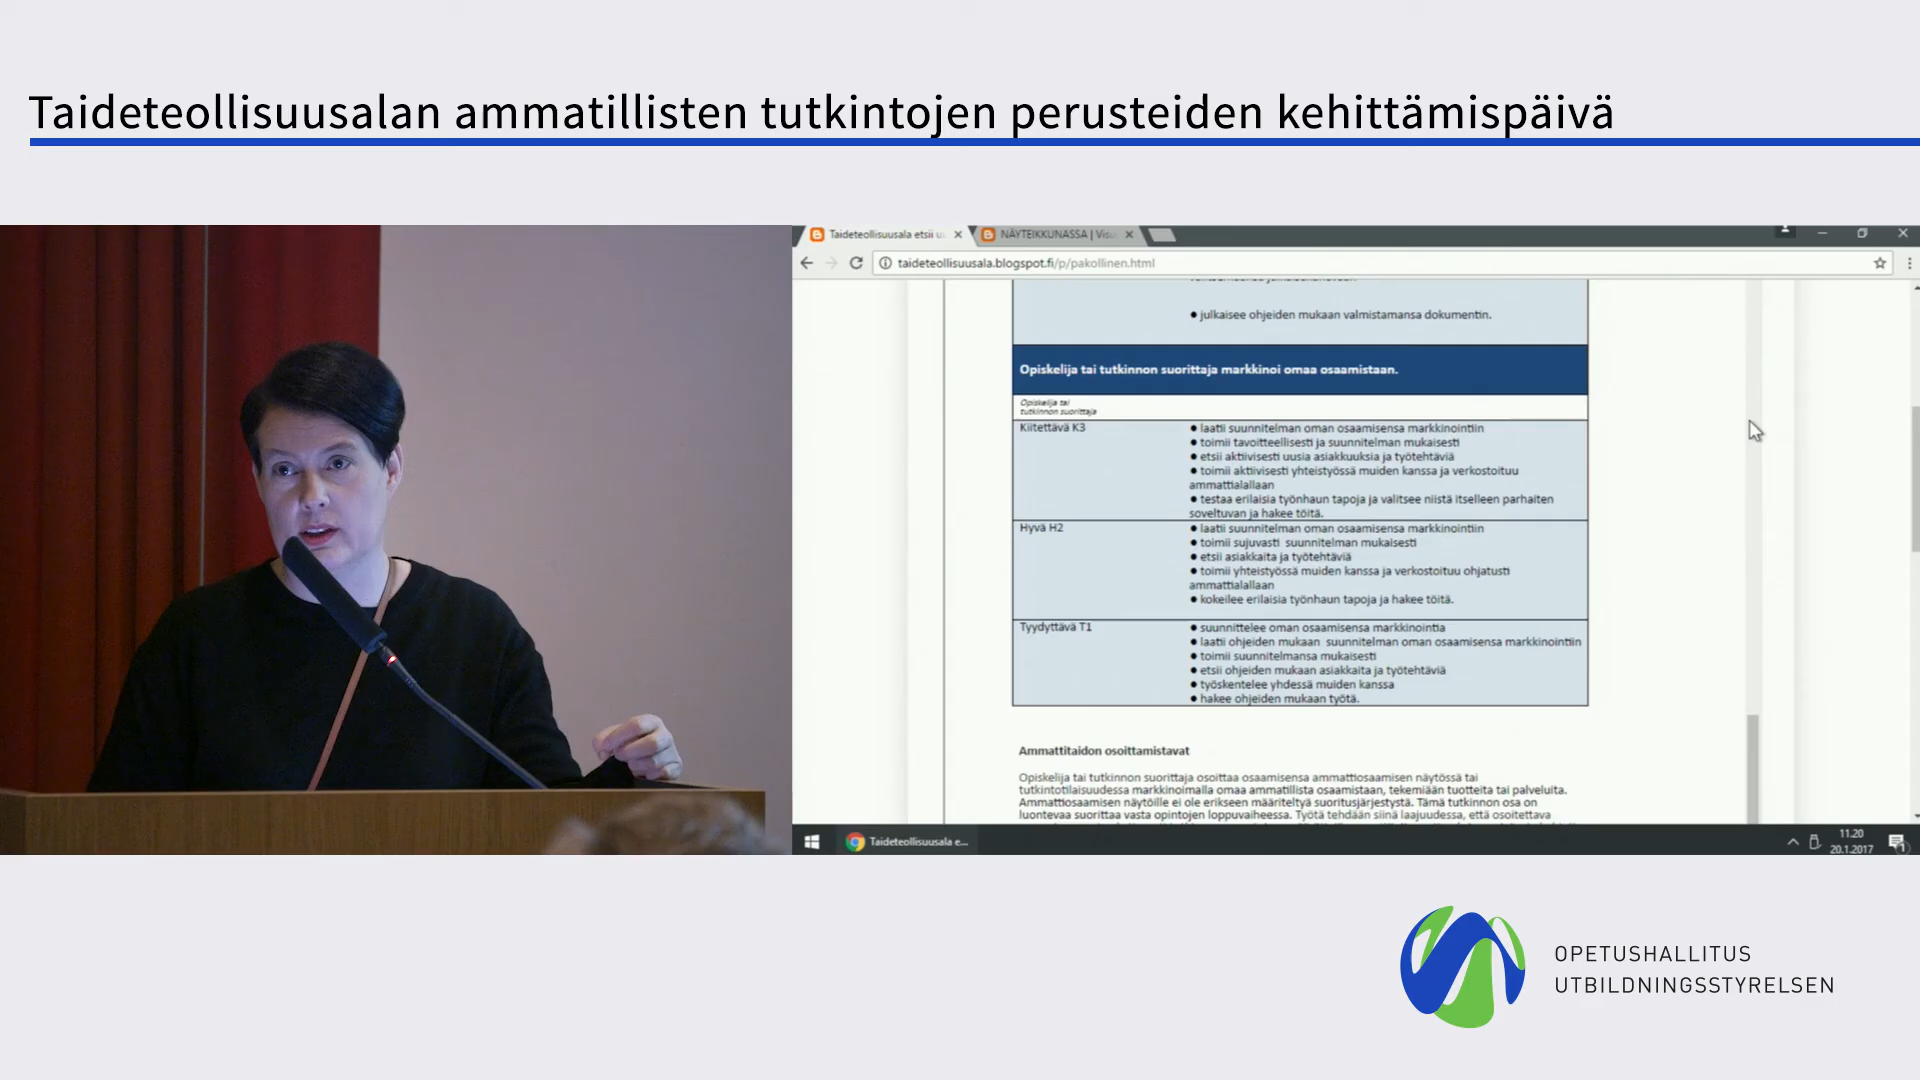 Taideteollisuusalan ammatillisten tutkintojen perusteiden kehittämispäivä
Taideteollisuusala etsii u
NÄYTEIKKUNASSA | Visu
taideteollisuusala.blogspot.fi/p/pakollinen.html
● julkaisee ohjeiden mukaan valmistamansa dokumentin.
Opiskelija tai tutkinnon suorittaja markkinoi omaa osaamistaan.
Opiskelija tai
tutkinnon suorittaja
Kiitettävä K3
● laatii suunnitelman oman osaamisensa markkinointiin
● toimii tavoitteellisesti ja suunnitelman mukaisesti
● etsii aktiivisesti uusia asiakkuuksia ja työtehtäviä
● toimii aktiivisesti yhteistyössä muiden kanssa ja verkostoituu
ammattialallaan
● testaa erilaisia työnhaun tapoja ja valitsee niistä itselleen parhaiten
soveltuvan ja hakee töitä.
Hyvä H2
● laatii suunnitelman oman osaamisensa markkinointiin
● toimii sujuvasti suunnitelman mukaisesti
● etsii asiakkaita ja työtehtäviä
● toimii yhteistyössä muiden kanssa ja verkostoituu ohjatusti
ammattialallaan
● kokeilee erilaisia työnhaun tapoja ja hakee töitä.
Tyydyttävä T1
● suunnittelee oman osaamisensa markkinointia
● laatii ohjeiden mukaan suunnitelman oman osaamisensa markkinointiin
● toimii suunnitelmansa mukaisesti
● etsii ohjeiden mukaan asiakkaita ja työtehtäviä
● työskentelee yhdessä muiden kanssa
● hakee ohjeiden mukaan työtä.
Ammattitaidon osoittamistavat
Opiskelija tai tutkinnon suorittaja osoittaa osaamisensa ammattiosaamisen näytössä tai
tutkintotilaisuudessa markkinoimalla omaa ammatillista osaamistaan, tekemiään tuotteita tai palveluita.
Ammattiosaamisen näytöille ei ole erikseen määriteltyä suoritusjärjestystä. Tämä tutkinnon osa on
luontevaa suorittaa vasta opintojen loppuvaiheessa. Työtä tehdään siinä laajuudessa, että osoitettava
Taideteollisuusala e...
11.20
20.1.2017
1
OPETUSHALLITUS
UTBILDNINGSSTYRELSEN